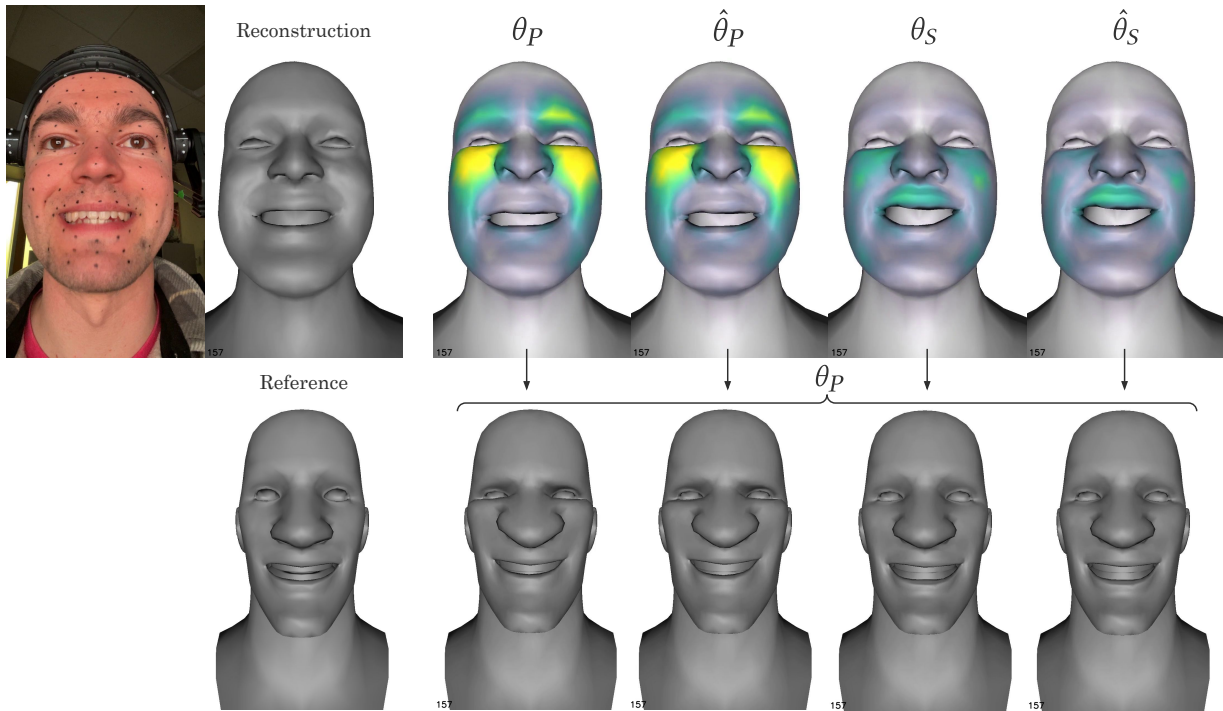 Reconstruction θ_P θ̂_P θ_S θ̂_S
157 157 157 157 157
Reference θ_P
157 157 157 157